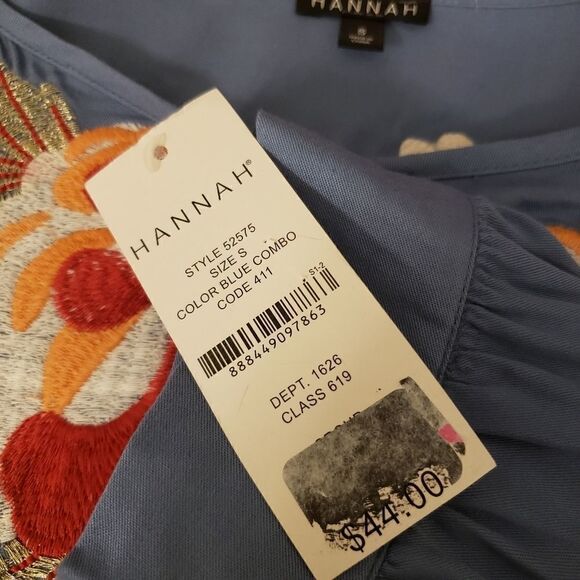 HANNAH
S
HANNAH®
STYLE 52575
SIZE S
COLOR BLUE COMBO
CODE 411
S1-2
888449097863
DEPT. 1626
CLASS 619
$44.00